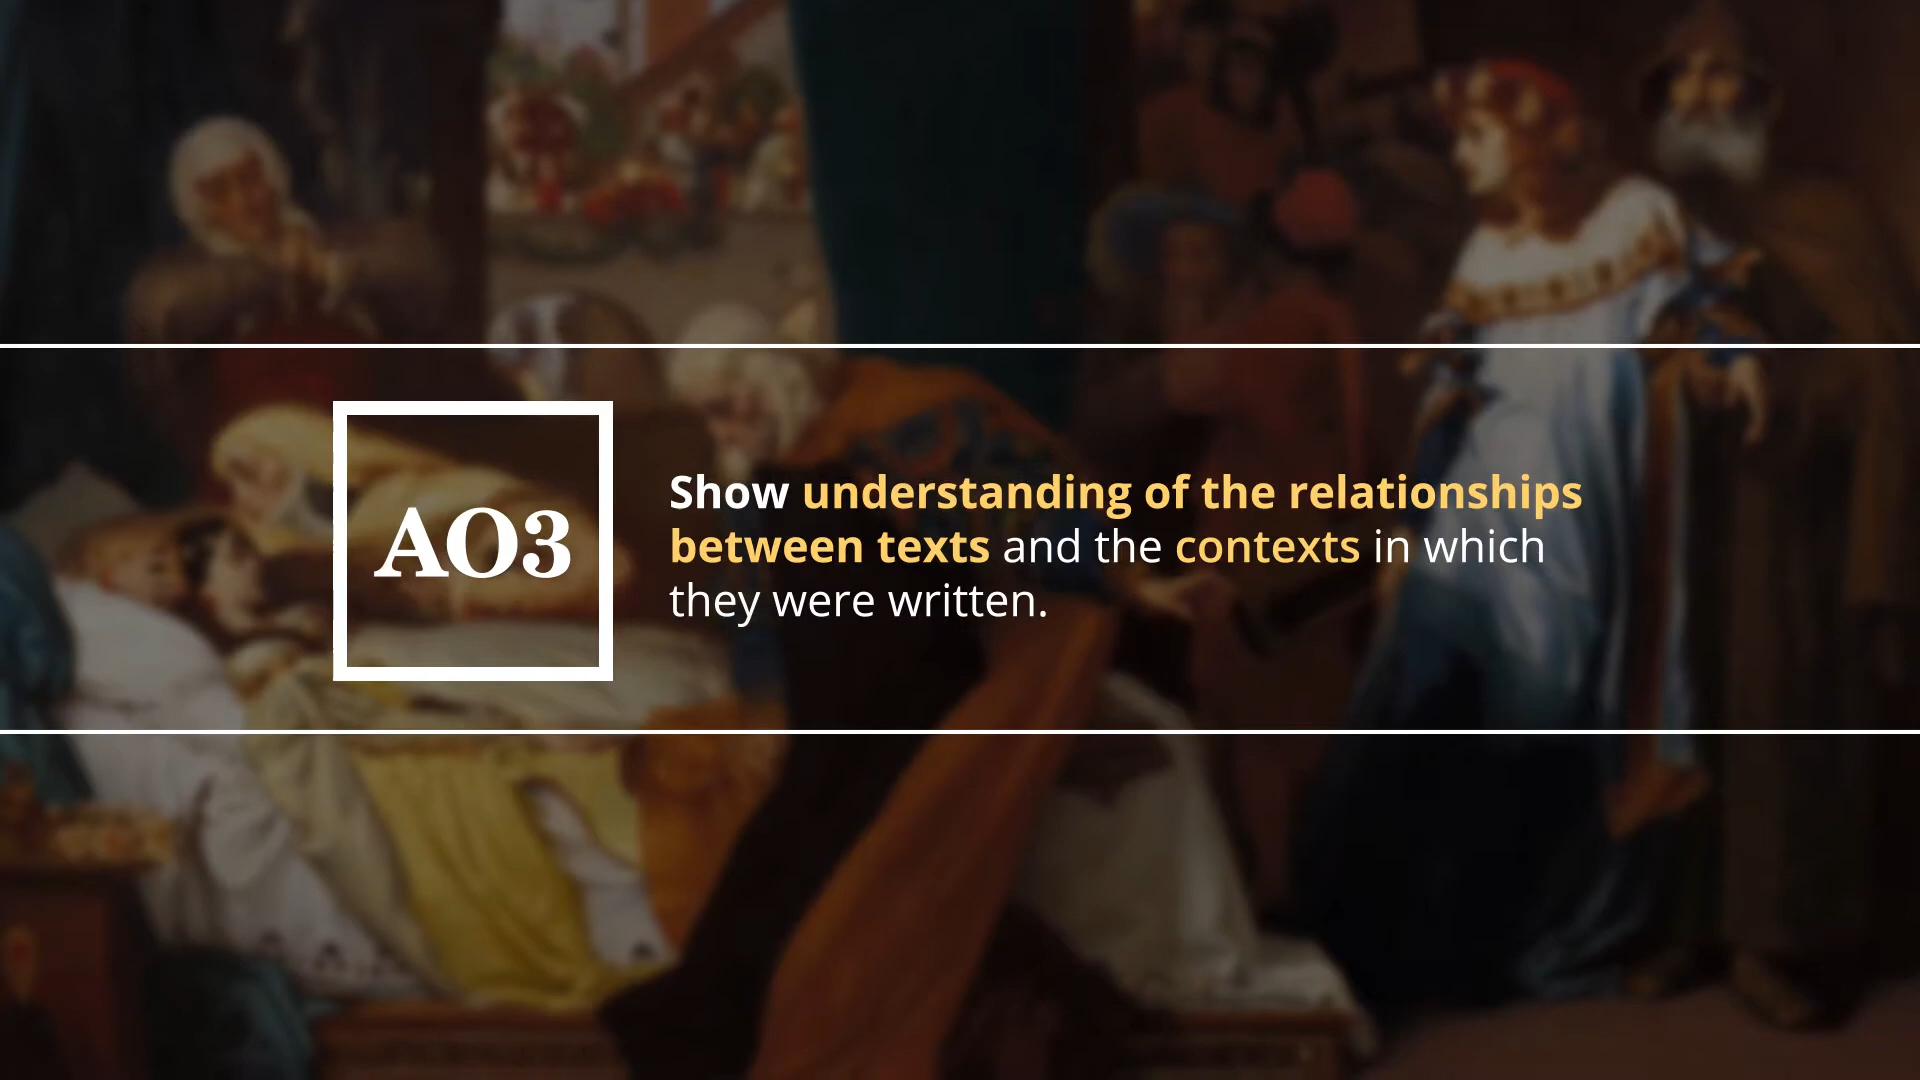 AO3
Show understanding of the relationships
between texts and the contexts in which
they were written.